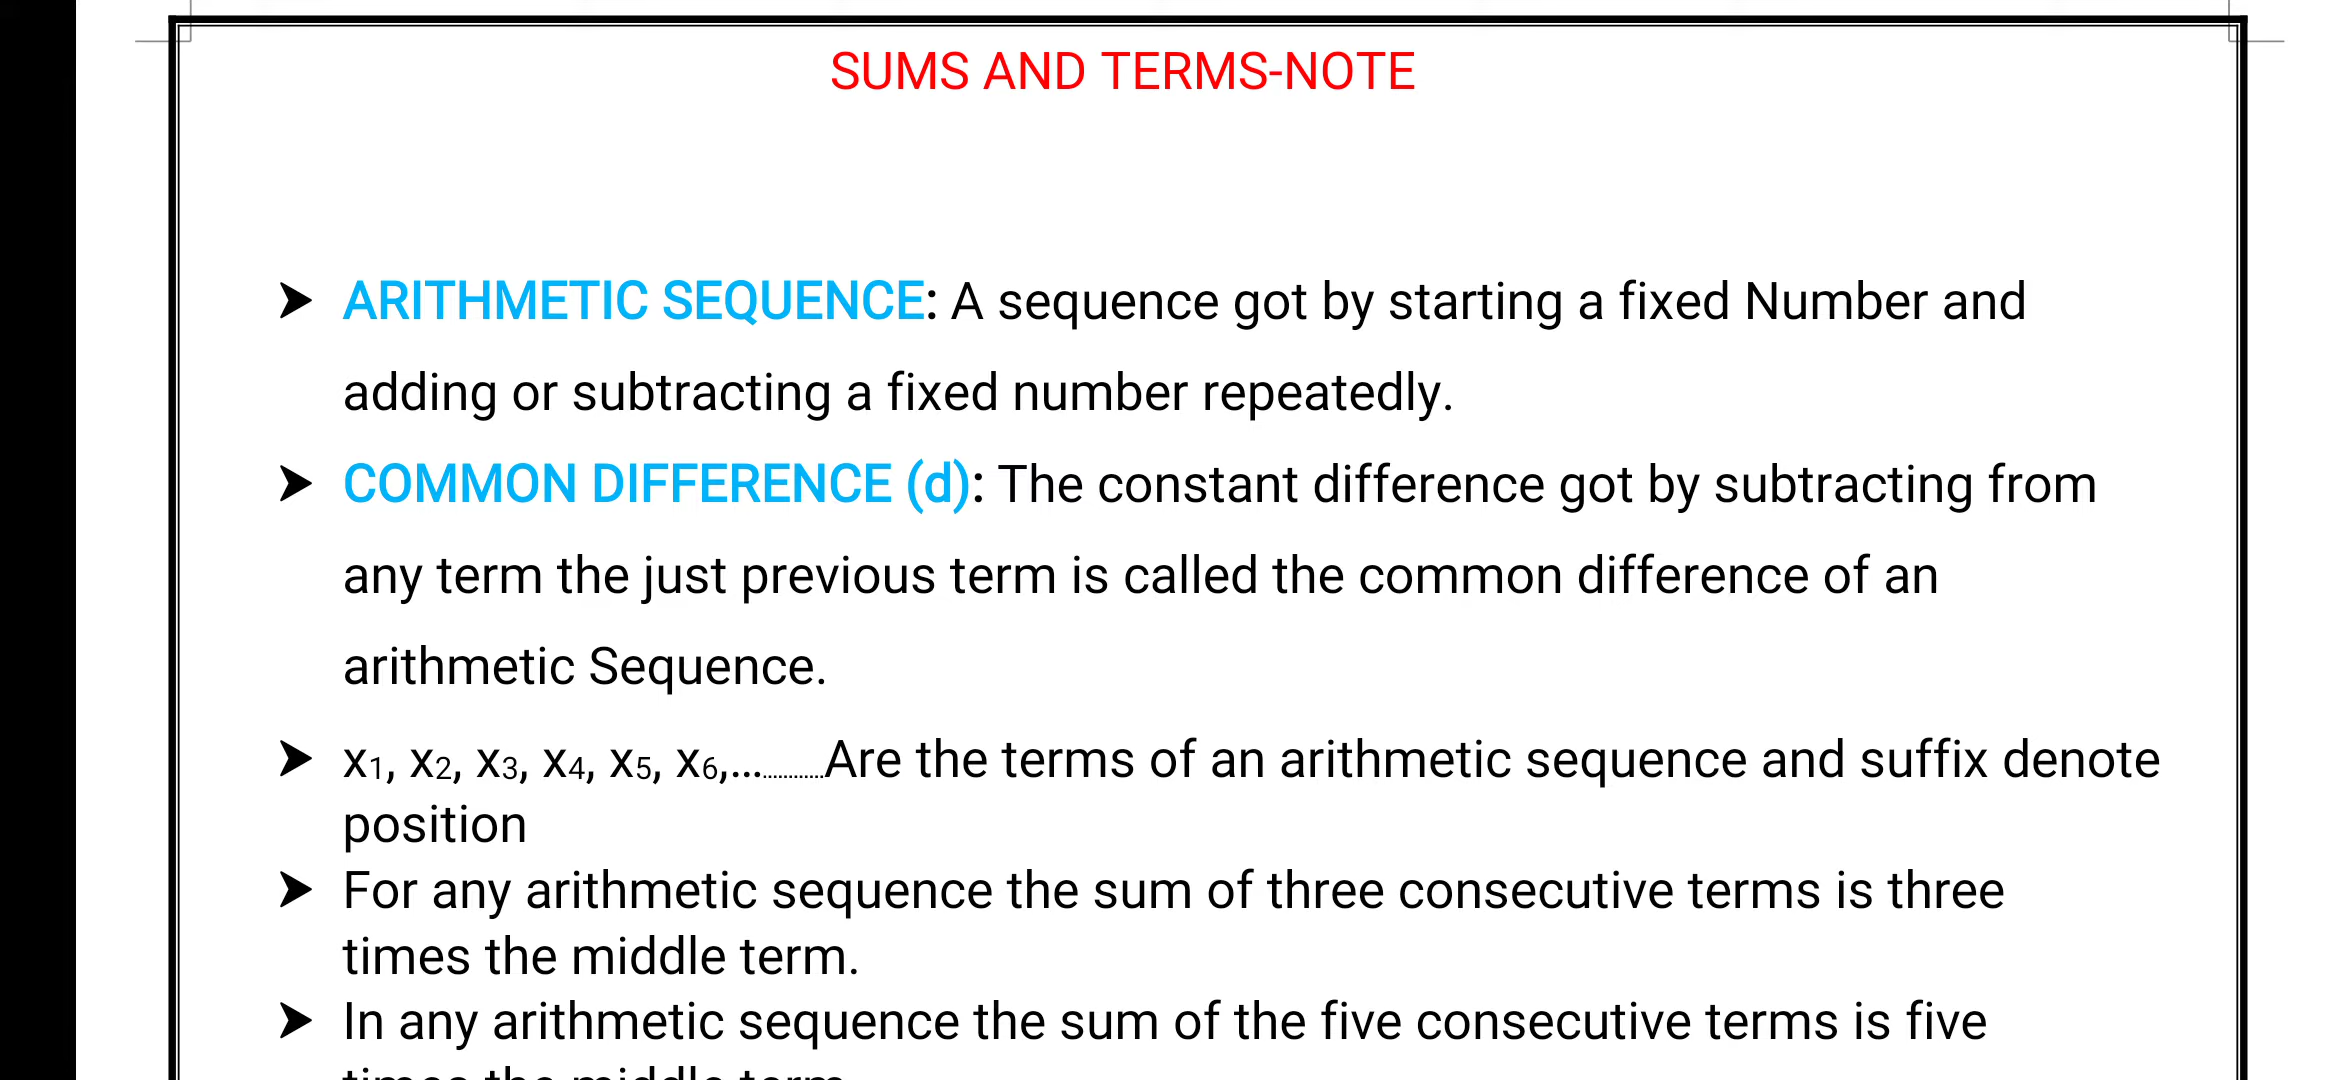 SUMS AND TERMS-NOTE
➤ ARITHMETIC SEQUENCE: A sequence got by starting a fixed Number and
adding or subtracting a fixed number repeatedly.
➤ COMMON DIFFERENCE (d): The constant difference got by subtracting from
any term the just previous term is called the common difference of an
arithmetic Sequence.
➤ x₁, x₂, x₃, x₄, x₅, x₆,...............Are the terms of an arithmetic sequence and suffix denote
position
➤ For any arithmetic sequence the sum of three consecutive terms is three
times the middle term.
➤ In any arithmetic sequence the sum of the five consecutive terms is five
times the middle term